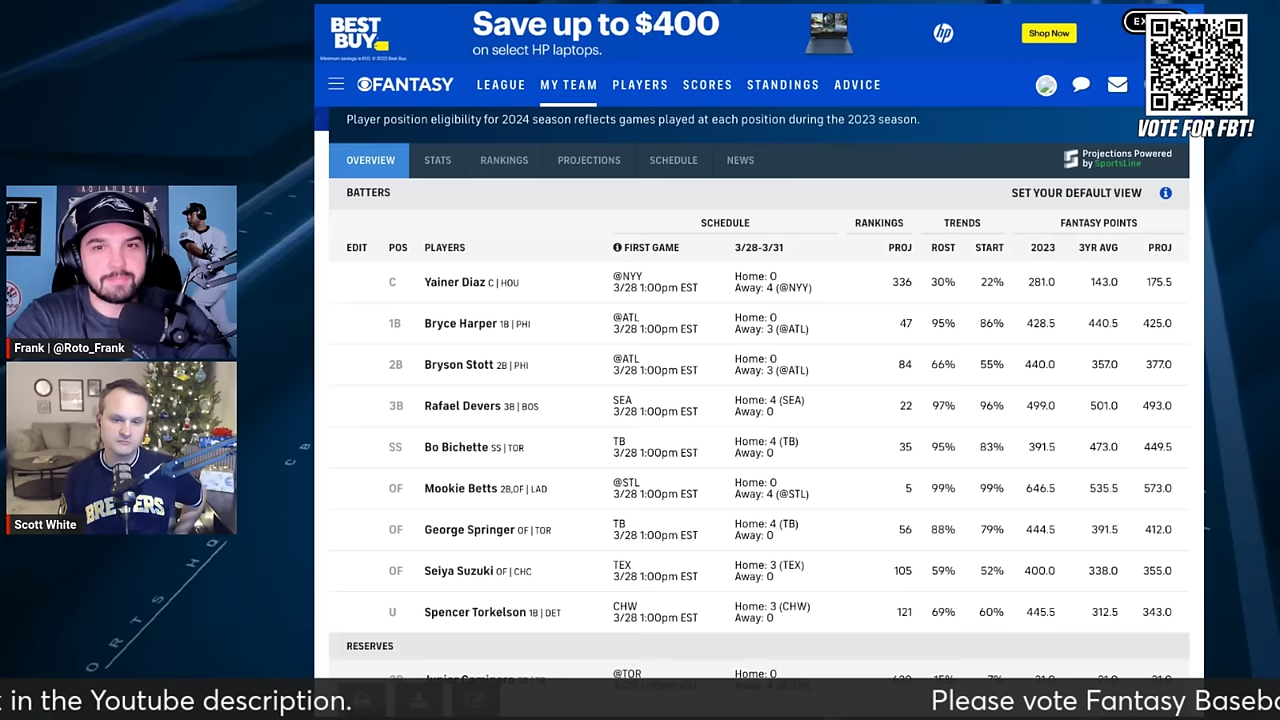 BEST BUY
Minimum savings is $10. © 2023 Best Buy.
Save up to $400
on select HP laptops.
hp
Shop Now
VOTE FOR FBT!
FANTASY LEAGUE MY TEAM PLAYERS SCORES STANDINGS ADVICE
Player position eligibility for 2024 season reflects games played at each position during the 2023 season.
OVERVIEW STATS RANKINGS PROJECTIONS SCHEDULE NEWS
Projections Powered
by SportsLine
BATTERS SET YOUR DEFAULT VIEW
SCHEDULE RANKINGS TRENDS FANTASY POINTS
EDIT POS PLAYERS FIRST GAME 3/28-3/31 PROJ ROST START 2023 3YR AVG PROJ
C Yainer Diaz C | HOU @NYY 3/28 1:00pm EST Home: 0 Away: 4 (@NYY) 336 30% 22% 281.0 143.0 175.5
1B Bryce Harper 1B | PHI @ATL 3/28 1:00pm EST Home: 0 Away: 3 (@ATL) 47 95% 86% 428.5 440.5 425.0
2B Bryson Stott 2B | PHI @ATL 3/28 1:00pm EST Home: 0 Away: 3 (@ATL) 84 66% 55% 440.0 357.0 377.0
3B Rafael Devers 3B | BOS SEA 3/28 1:00pm EST Home: 4 (SEA) Away: 0 22 97% 96% 499.0 501.0 493.0
SS Bo Bichette SS | TOR TB 3/28 1:00pm EST Home: 4 (TB) Away: 0 35 95% 83% 391.5 473.0 449.5
OF Mookie Betts 2B,OF | LAD @STL 3/28 1:00pm EST Home: 0 Away: 4 (@STL) 5 99% 99% 646.5 535.5 573.0
OF George Springer OF | TOR TB 3/28 1:00pm EST Home: 4 (TB) Away: 0 56 88% 79% 444.5 391.5 412.0
OF Seiya Suzuki OF | CHC TEX 3/28 1:00pm EST Home: 3 (TEX) Away: 0 105 59% 52% 400.0 338.0 355.0
U Spencer Torkelson 1B | DET CHW 3/28 1:00pm EST Home: 3 (CHW) Away: 0 121 69% 60% 445.5 312.5 343.0
RESERVES
@TOR Home: 0
Frank | @Roto_Frank
BREWERS
Scott White
in the Youtube description. Please vote Fantasy Baseba